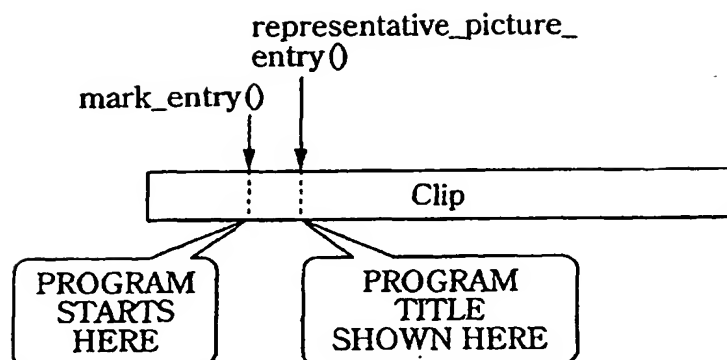 representative_picture_
entry()
mark_entry()
Clip
PROGRAM
STARTS
HERE
PROGRAM
TITLE
SHOWN HERE